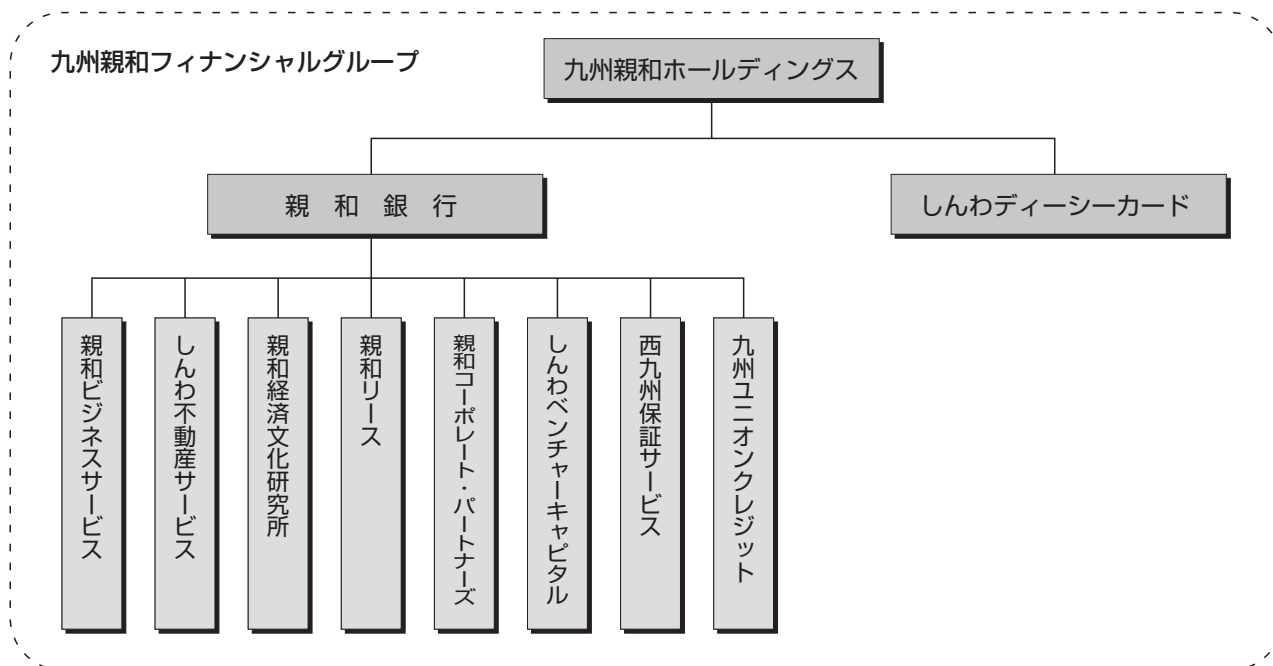 九州親和フィナンシャルグループ
九州親和ホールディングス
親和銀行
しんわディーシーカード
親和ビジネスサービス
しんわ不動産サービス
親和経済文化研究所
親和リース
親和コーポレート・パートナーズ
しんわベンチャーキャピタル
西九州保証サービス
九州ユニオンクレジット